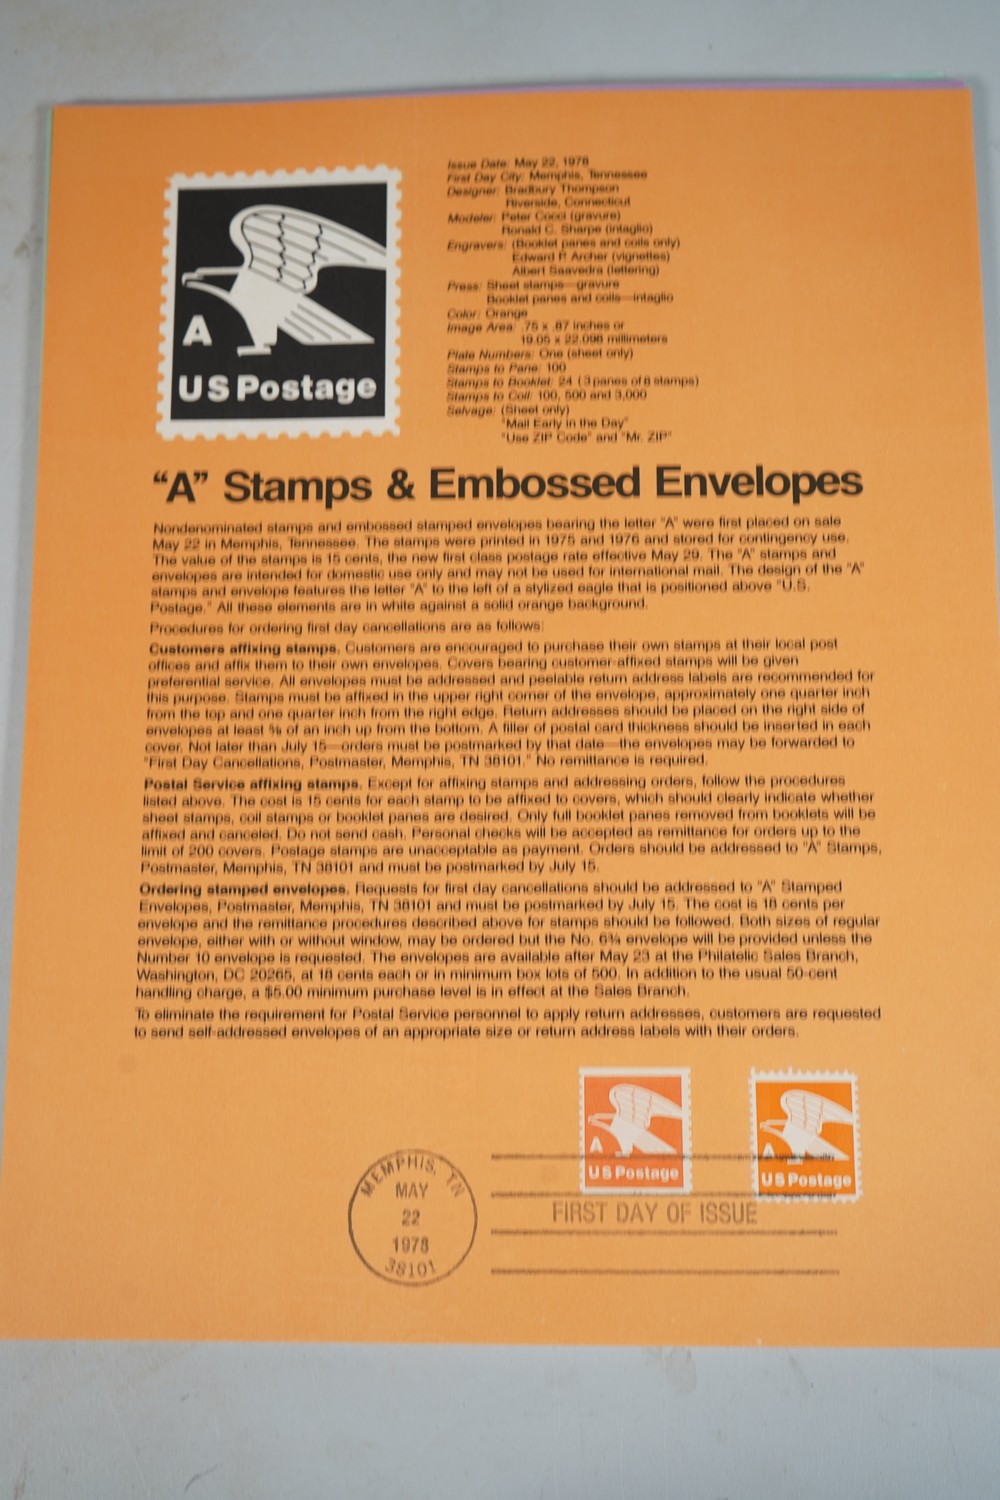 A
US Postage
Issue Date: May 22, 1978
First Day City: Memphis, Tennessee
Designer: Bradbury Thompson
Riverside, Connecticut
Modeler: Peter Cocci (gravure)
Ronald C. Sharpe (intaglio)
Engravers: (Booklet panes and coils only)
Edward P. Archer (vignettes)
Albert Saavedra (lettering)
Press: Sheet stamps—gravure
Booklet panes and coils—intaglio
Color: Orange
Image Area: .75 x .87 inches or
19.05 x 22.098 millimeters
Plate Numbers: One (sheet only)
Stamps to Pane: 100
Stamps to Booklet: 24 (3 panes of 8 stamps)
Stamps to Coil: 100, 500 and 3,000
Selvage: (Sheet only)
"Mail Early in the Day"
"Use ZIP Code" and "Mr. ZIP"
“A” Stamps & Embossed Envelopes
Nondenominated stamps and embossed stamped envelopes bearing the letter "A" were first placed on sale
May 22 in Memphis, Tennessee. The stamps were printed in 1975 and 1976 and stored for contingency use.
The value of the stamps is 15 cents, the new first class postage rate effective May 29. The "A" stamps and
envelopes are intended for domestic use only and may not be used for international mail. The design of the "A"
stamps and envelope features the letter "A" to the left of a stylized eagle that is positioned above "U.S.
Postage." All these elements are in white against a solid orange background.
Procedures for ordering first day cancellations are as follows:
Customers affixing stamps. Customers are encouraged to purchase their own stamps at their local post
offices and affix them to their own envelopes. Covers bearing customer-affixed stamps will be given
preferential service. All envelopes must be addressed and peelable return address labels are recommended for
this purpose. Stamps must be affixed in the upper right corner of the envelope, approximately one quarter inch
from the top and one quarter inch from the right edge. Return addresses should be placed on the right side of
envelopes at least ⅝ of an inch up from the bottom. A filler of postal card thickness should be inserted in each
cover. Not later than July 15—orders must be postmarked by that date—the envelopes may be forwarded to
"First Day Cancellations, Postmaster, Memphis, TN 38101." No remittance is required.
Postal Service affixing stamps. Except for affixing stamps and addressing orders, follow the procedures
listed above. The cost is 15 cents for each stamp to be affixed to covers, which should clearly indicate whether
sheet stamps, coil stamps or booklet panes are desired. Only full booklet panes removed from booklets will be
affixed and canceled. Do not send cash. Personal checks will be accepted as remittance for orders up to the
limit of 200 covers. Postage stamps are unacceptable as payment. Orders should be addressed to "A" Stamps,
Postmaster, Memphis, TN 38101 and must be postmarked by July 15.
Ordering stamped envelopes. Requests for first day cancellations should be addressed to "A" Stamped
Envelopes, Postmaster, Memphis, TN 38101 and must be postmarked by July 15. The cost is 18 cents per
envelope and the remittance procedures described above for stamps should be followed. Both sizes of regular
envelope, either with or without window, may be ordered but the No. 6¾ envelope will be provided unless the
Number 10 envelope is requested. The envelopes are available after May 23 at the Philatelic Sales Branch,
Washington, DC 20265, at 18 cents each or in minimum box lots of 500. In addition to the usual 50-cent
handling charge, a $5.00 minimum purchase level is in effect at the Sales Branch.
To eliminate the requirement for Postal Service personnel to apply return addresses, customers are requested
to send self-addressed envelopes of an appropriate size or return address labels with their orders.
A
US Postage
A
US Postage
MEMPHIS, TN
MAY
22
1978
38101
FIRST DAY OF ISSUE